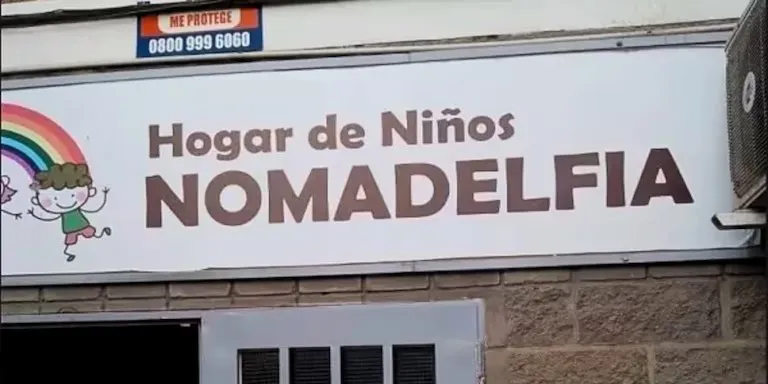 ME PROTEGE
0800 999 6060
Hogar de Niños
NOMADELFIA